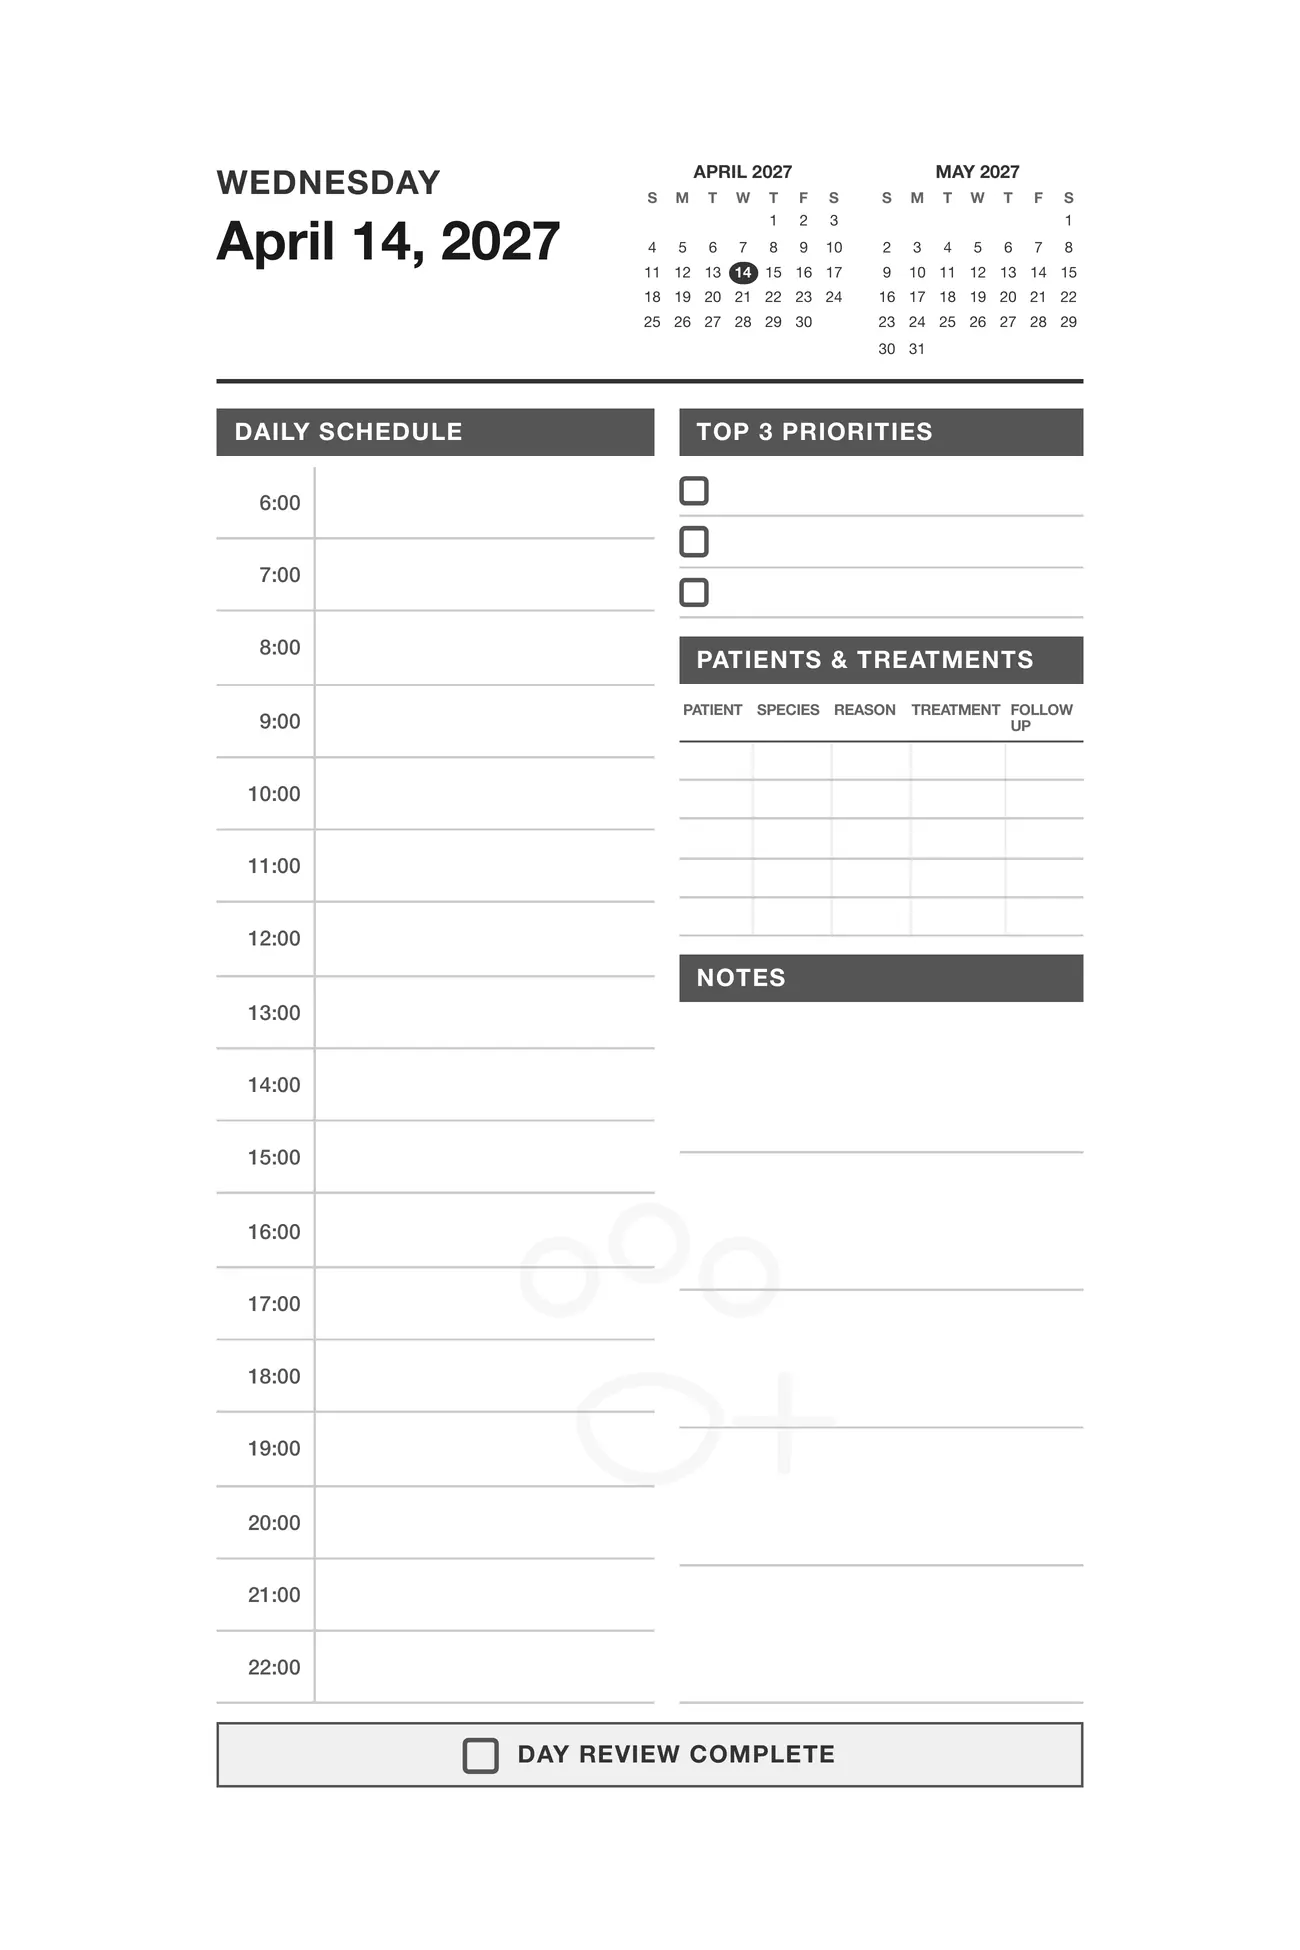 WEDNESDAY
April 14, 2027
APRIL 2027
S M T W T F S
1 2 3
4 5 6 7 8 9 10
11 12 13 14 15 16 17
18 19 20 21 22 23 24
25 26 27 28 29 30
MAY 2027
S M T W T F S
1
2 3 4 5 6 7 8
9 10 11 12 13 14 15
16 17 18 19 20 21 22
23 24 25 26 27 28 29
30 31
DAILY SCHEDULE
6:00
7:00
8:00
9:00
10:00
11:00
12:00
13:00
14:00
15:00
16:00
17:00
18:00
19:00
20:00
21:00
22:00
TOP 3 PRIORITIES
PATIENTS & TREATMENTS
PATIENT SPECIES REASON TREATMENT FOLLOW
UP
NOTES
DAY REVIEW COMPLETE